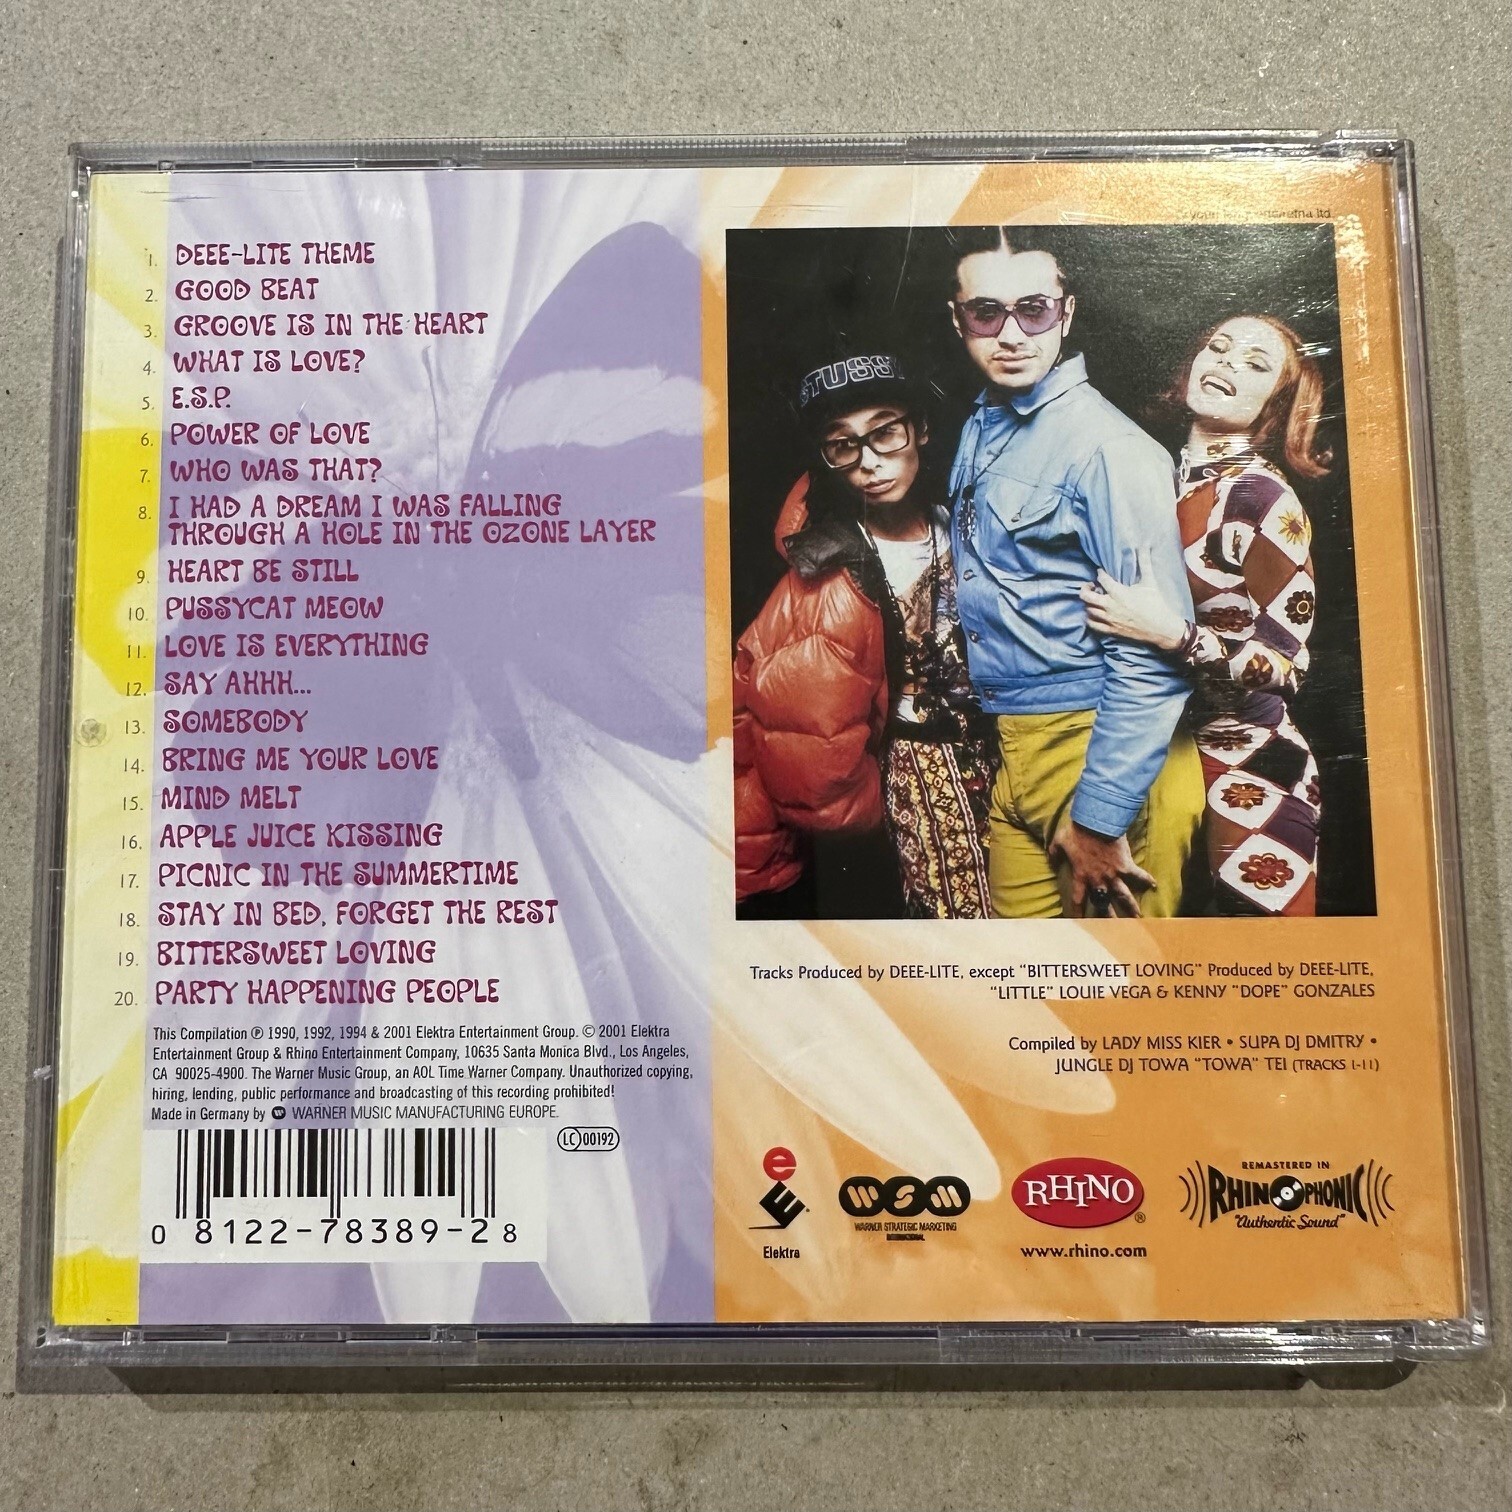 1. DEEE-LITE THEME
2. GOOD BEAT
3. GROOVE IS IN THE HEART
4. WHAT IS LOVE?
5. E.S.P.
6. POWER OF LOVE
7. WHO WAS THAT?
8. I HAD A DREAM I WAS FALLING
THROUGH A HOLE IN THE OZONE LAYER
9. HEART BE STILL
10. PUSSYCAT MEOW
11. LOVE IS EVERYTHING
12. SAY AHHH...
13. SOMEBODY
14. BRING ME YOUR LOVE
15. MIND MELT
16. APPLE JUICE KISSING
17. PICNIC IN THE SUMMERTIME
18. STAY IN BED, FORGET THE REST
19. BITTERSWEET LOVING
20. PARTY HAPPENING PEOPLE
This Compilation ℗ 1990, 1992, 1994 & 2001 Elektra Entertainment Group. © 2001 Elektra
Entertainment Group & Rhino Entertainment Company, 10635 Santa Monica Blvd., Los Angeles,
CA 90025-4900. The Warner Music Group, an AOL Time Warner Company. Unauthorized copying,
hiring, lending, public performance and broadcasting of this recording prohibited!
Made in Germany by WARNER MUSIC MANUFACTURING EUROPE.
LC 00192
0 8122-78389-2 8
ltd.
STUSSY
Tracks Produced by DEEE-LITE, except "BITTERSWEET LOVING" Produced by DEEE-LITE,
"LITTLE" LOUIE VEGA & KENNY "DOPE" GONZALES
Compiled by LADY MISS KIER • SUPA DJ DMITRY •
JUNGLE DJ TOWA "TOWA" TEI (TRACKS 1-11)
e
Elektra
WSM
WARNER STRATEGIC MARKETING
INTERNATIONAL
RHINO®
www.rhino.com
REMASTERED IN
RHINOPHONIC
"Authentic Sound"